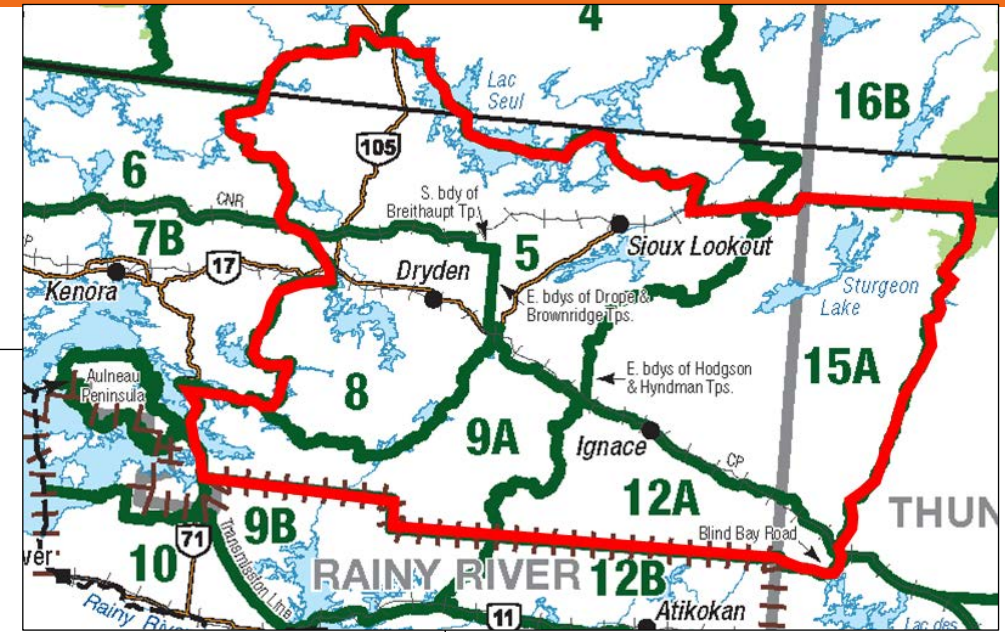 4
Lac
Seul
16B
105
6
S. bdy of
Breithaupt Tp.
CNR
7B
5
Sioux Lookout
17
Dryden
Kenora
E. bdys of Drope &
Brownridge Tps.
Sturgeon
Lake
Aulneau
Peninsula
E. bdys of Hodgson
& Hyndman Tps.
15A
8
9A
Ignace
CP
12A
THUN
9B
Blind Bay Road
71
Transmission Line
10
RAINY RIVER
12B
Rainy
11
Atikokan
Lac des